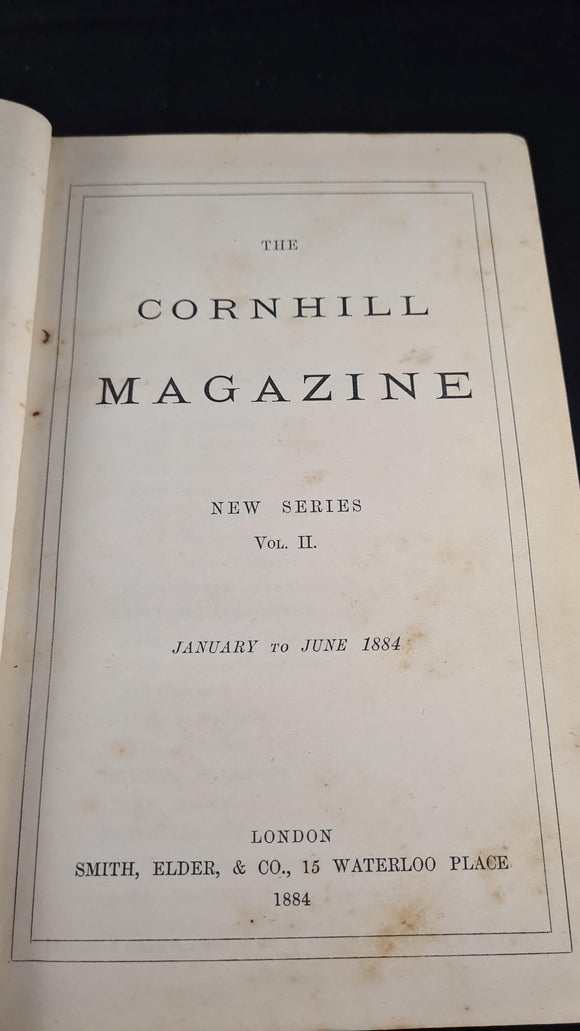 THE
CORNHILL
MAGAZINE
NEW SERIES
VOL. II.
JANUARY TO JUNE 1884
LONDON
SMITH, ELDER, & CO., 15 WATERLOO PLACE
1884